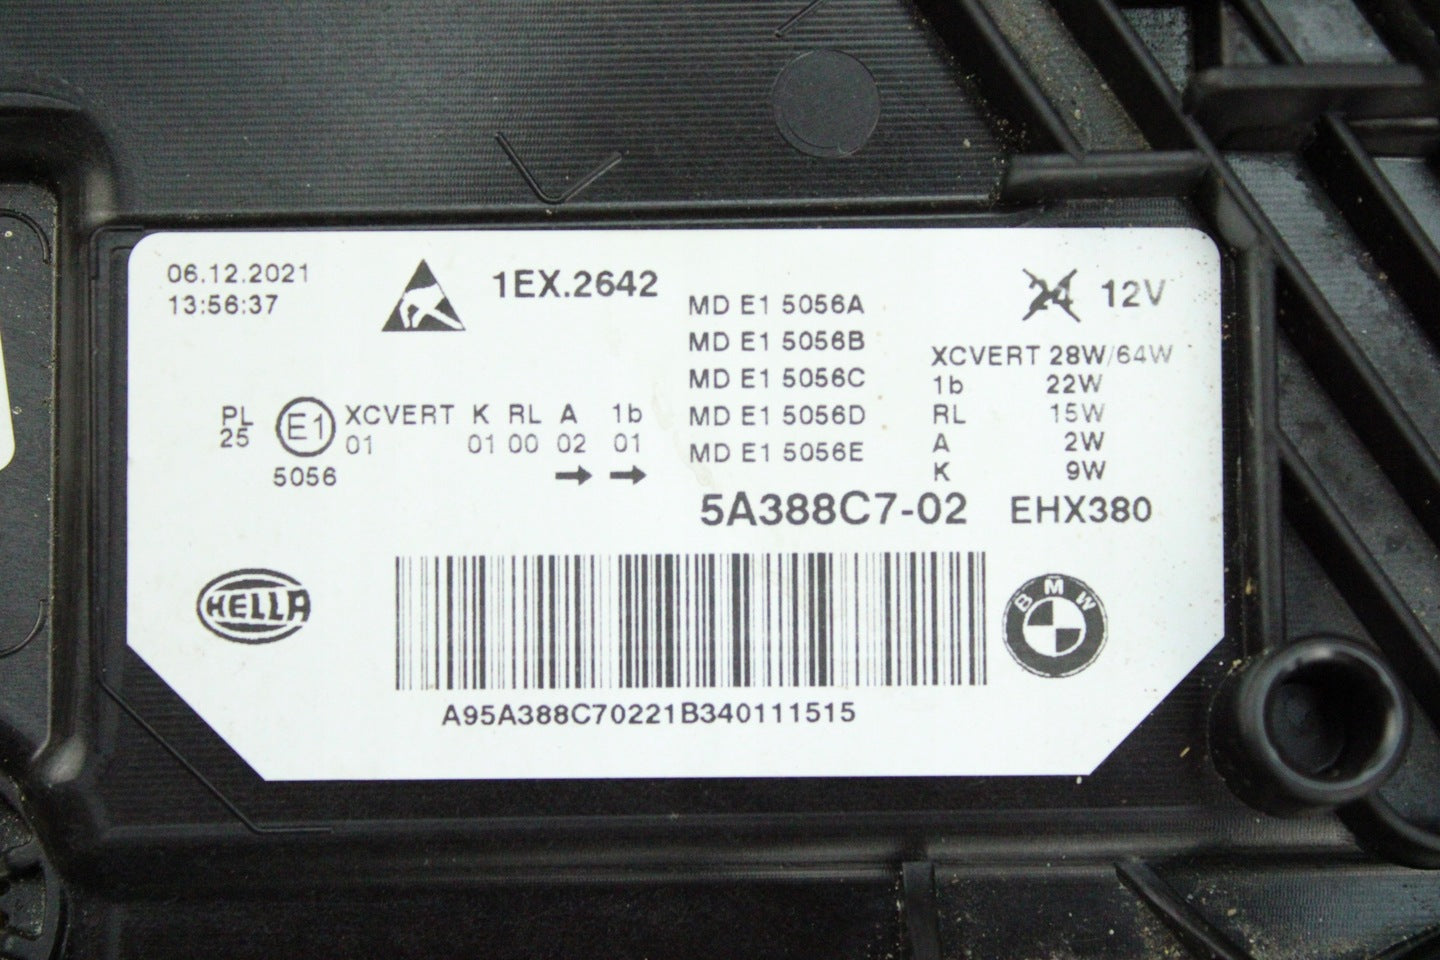 06.12.2021
13:56:37
1EX.2642
24 12V
MD E1 5056A
MD E1 5056B
MD E1 5056C
MD E1 5056D
MD E1 5056E
XCVERT 28W/64W
1b 22W
RL 15W
A 2W
K 9W
PL E1 XCVERT K RL A 1b
25 01 01 00 02 01
5056
5A388C7-02 EHX380
HELLA
BMW
A95A388C70221B340111515